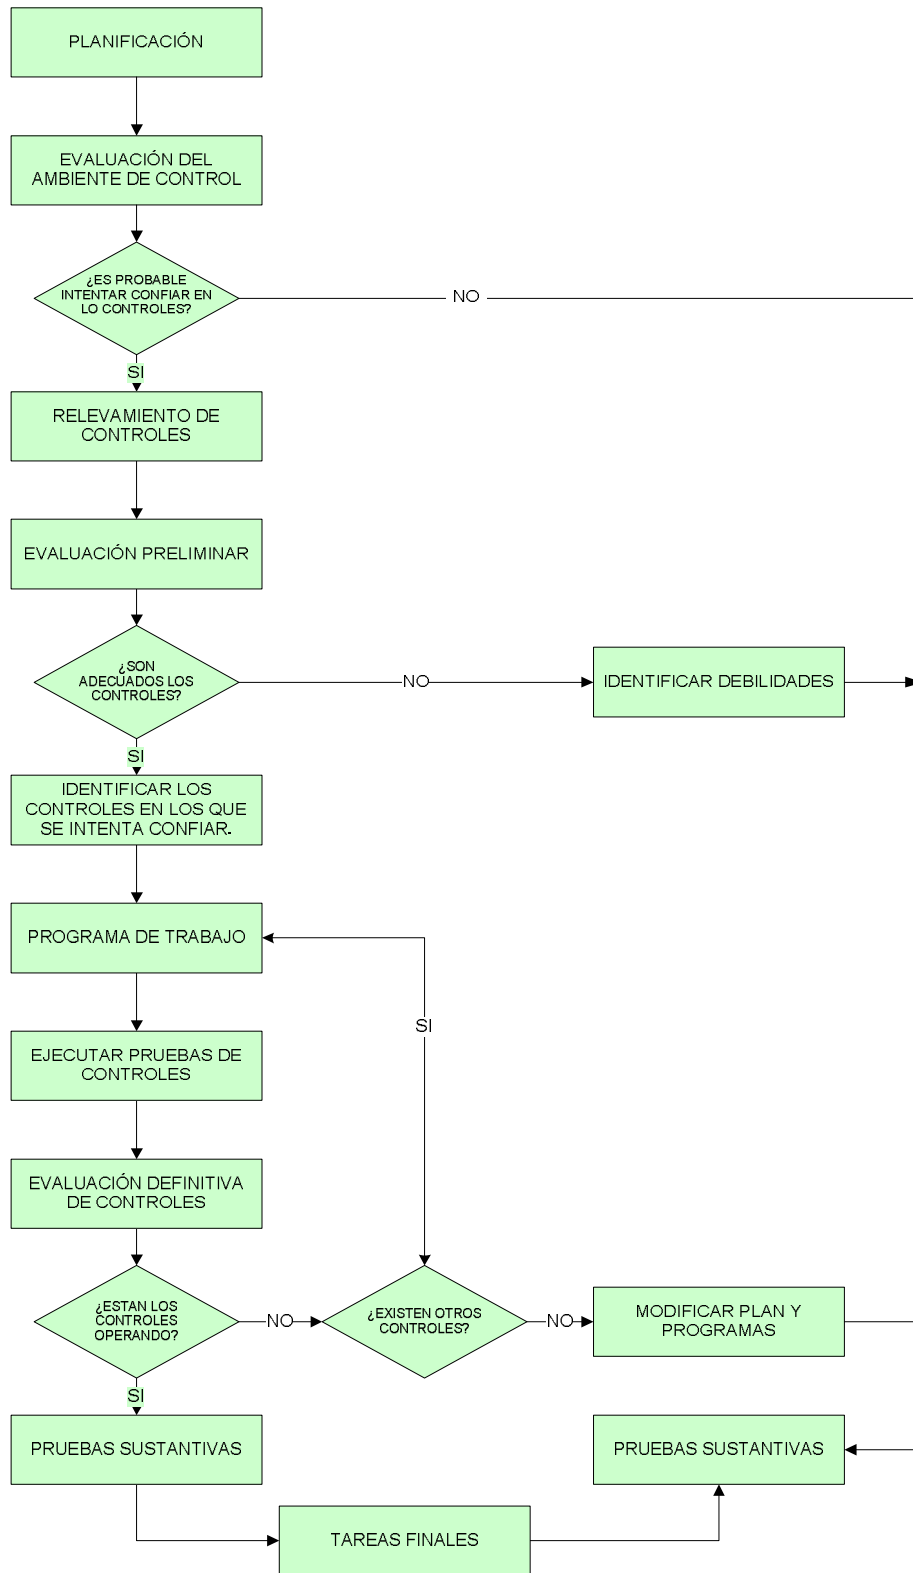 PLANIFICACIÓN
EVALUACIÓN DEL
AMBIENTE DE CONTROL
¿ES PROBABLE
INTENTAR CONFIAR EN
LO CONTROLES?
NO
SI
RELEVAMIENTO DE
CONTROLES
EVALUACIÓN PRELIMINAR
¿SON
ADECUADOS LOS
CONTROLES?
NO
IDENTIFICAR DEBILIDADES
SI
IDENTIFICAR LOS
CONTROLES EN LOS QUE
SE INTENTA CONFIAR.
PROGRAMA DE TRABAJO
SI
EJECUTAR PRUEBAS DE
CONTROLES
EVALUACIÓN DEFINITIVA
DE CONTROLES
¿ESTAN LOS
CONTROLES
OPERANDO?
NO
¿EXISTEN OTROS
CONTROLES?
NO
MODIFICAR PLAN Y
PROGRAMAS
SI
PRUEBAS SUSTANTIVAS
PRUEBAS SUSTANTIVAS
TAREAS FINALES